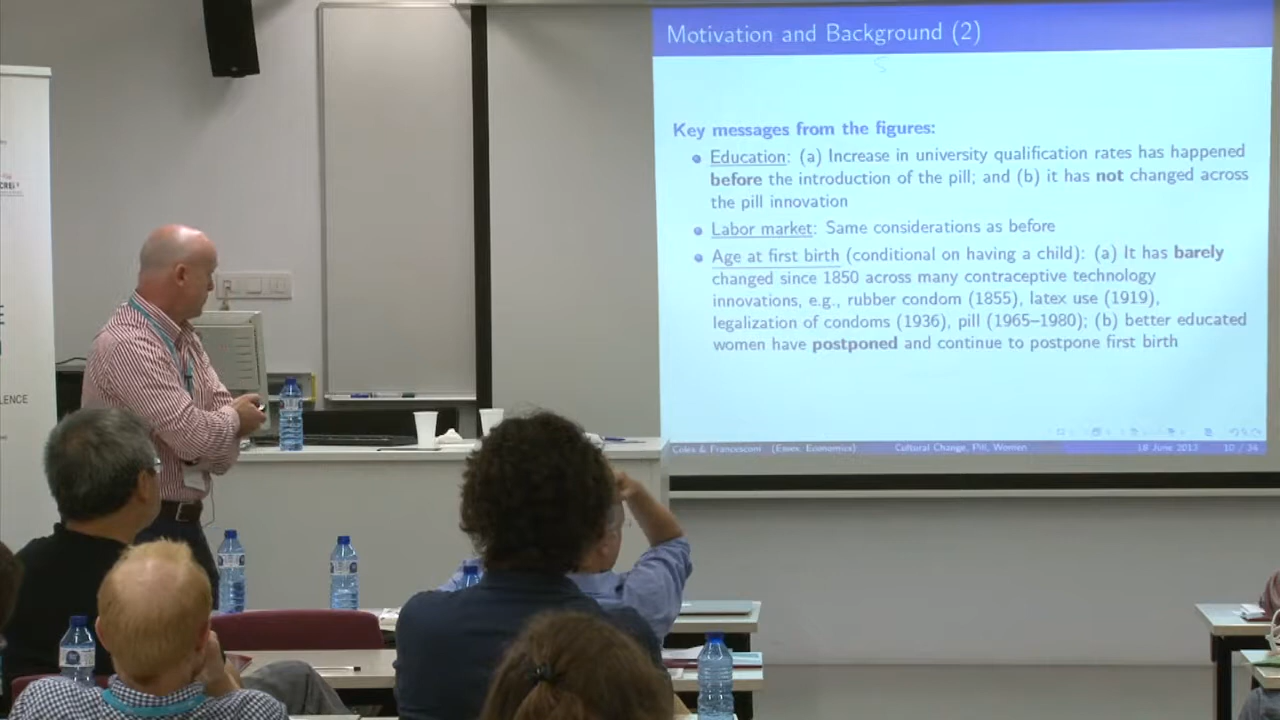 Motivation and Background (2)
Key messages from the figures:
Education: (a) Increase in university qualification rates has happened
before the introduction of the pill; and (b) it has not changed across
the pill innovation
Labor market: Same considerations as before
Age at first birth (conditional on having a child): (a) It has barely
changed since 1850 across many contraceptive technology
innovations, e.g., rubber condom (1855), latex use (1919),
legalization of condoms (1936), pill (1965–1980); (b) better educated
women have postponed and continue to postpone first birth
Coles & Francesconi (Essex, Economics) Cultural Change, Pill, Women 18 June 2013 10 / 34
LENCE